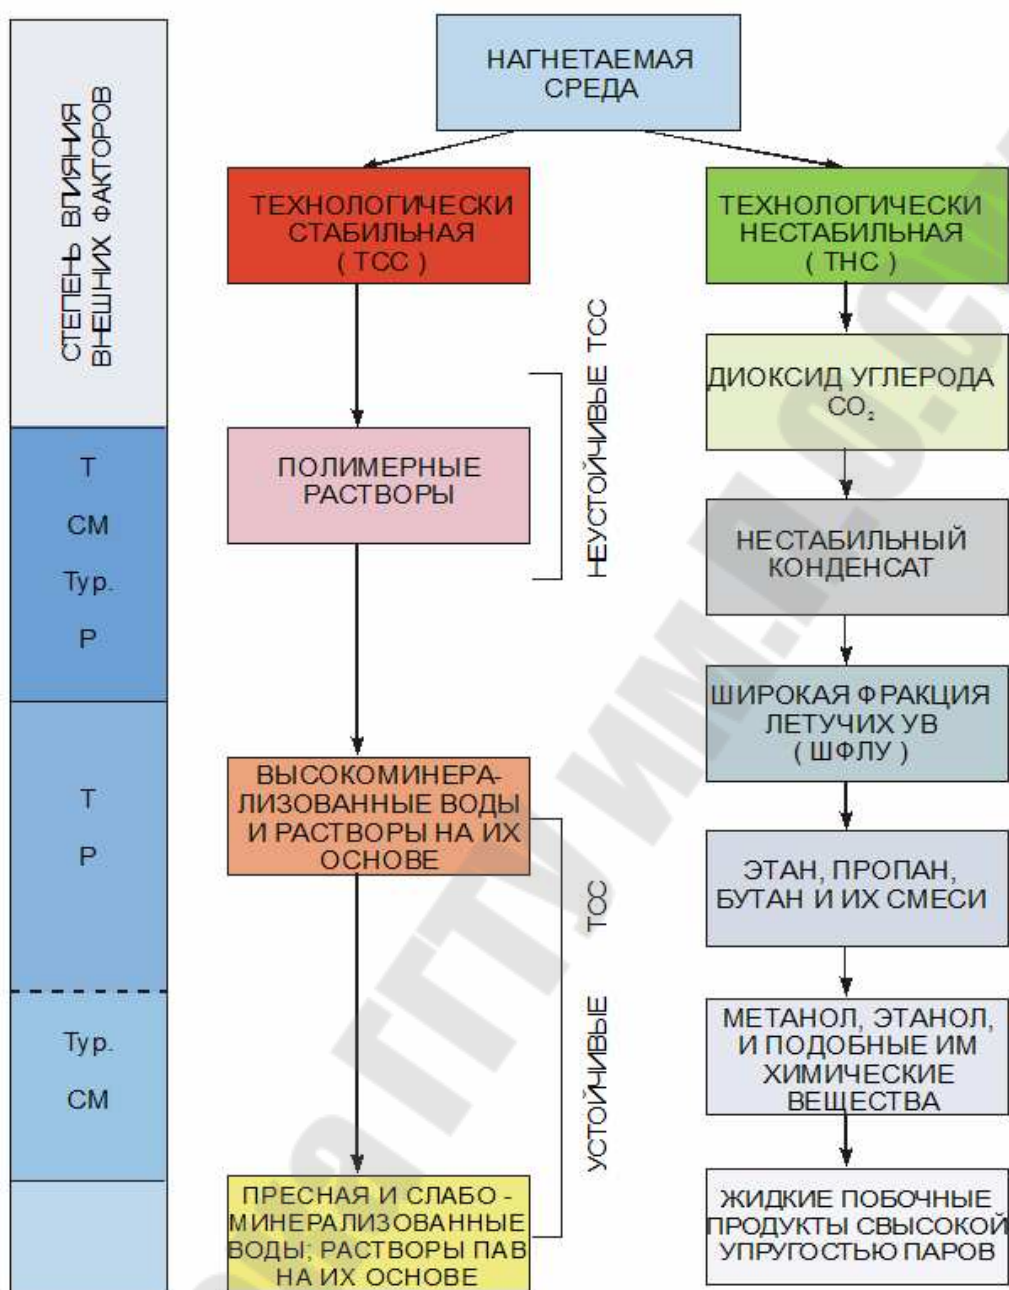 НАГНЕТАЕМАЯ
СРЕДА
СТЕПЕНЬ ВЛИЯНИЯ
ВНЕШНИХ ФАКТОРОВ
ТЕХНОЛОГИЧЕСКИ
СТАБИЛЬНАЯ
( ТСС )
ТЕХНОЛОГИЧЕСКИ
НЕСТАБИЛЬНАЯ
( ТНС )
НЕУСТОЙЧИВЫЕ ТСС
ДИОКСИД УГЛЕРОДА
CO₂
Т
СМ
Тур.
Р
ПОЛИМЕРНЫЕ
РАСТВОРЫ
НЕСТАБИЛЬНЫЙ
КОНДЕНСАТ
ШИРОКАЯ ФРАКЦИЯ
ЛЕТУЧИХ УВ
( ШФЛУ )
Т
Р
ВЫСОКОМИНЕРА-
ЛИЗОВАННЫЕ ВОДЫ
И РАСТВОРЫ НА ИХ
ОСНОВЕ
УСТОЙЧИВЫЕ ТСС
ЭТАН, ПРОПАН,
БУТАН И ИХ СМЕСИ
Тур.
СМ
МЕТАНОЛ, ЭТАНОЛ,
И ПОДОБНЫЕ ИМ
ХИМИЧЕСКИЕ
ВЕЩЕСТВА
ПРЕСНАЯ И СЛАБО -
МИНЕРАЛИЗОВАННЫЕ
ВОДЫ; РАСТВОРЫ ПАВ
НА ИХ ОСНОВЕ
ЖИДКИЕ ПОБОЧНЫЕ
ПРОДУКТЫ СВЫСОКОЙ
УПРУГОСТЬЮ ПАРОВ
ГГТУ им.П.О.